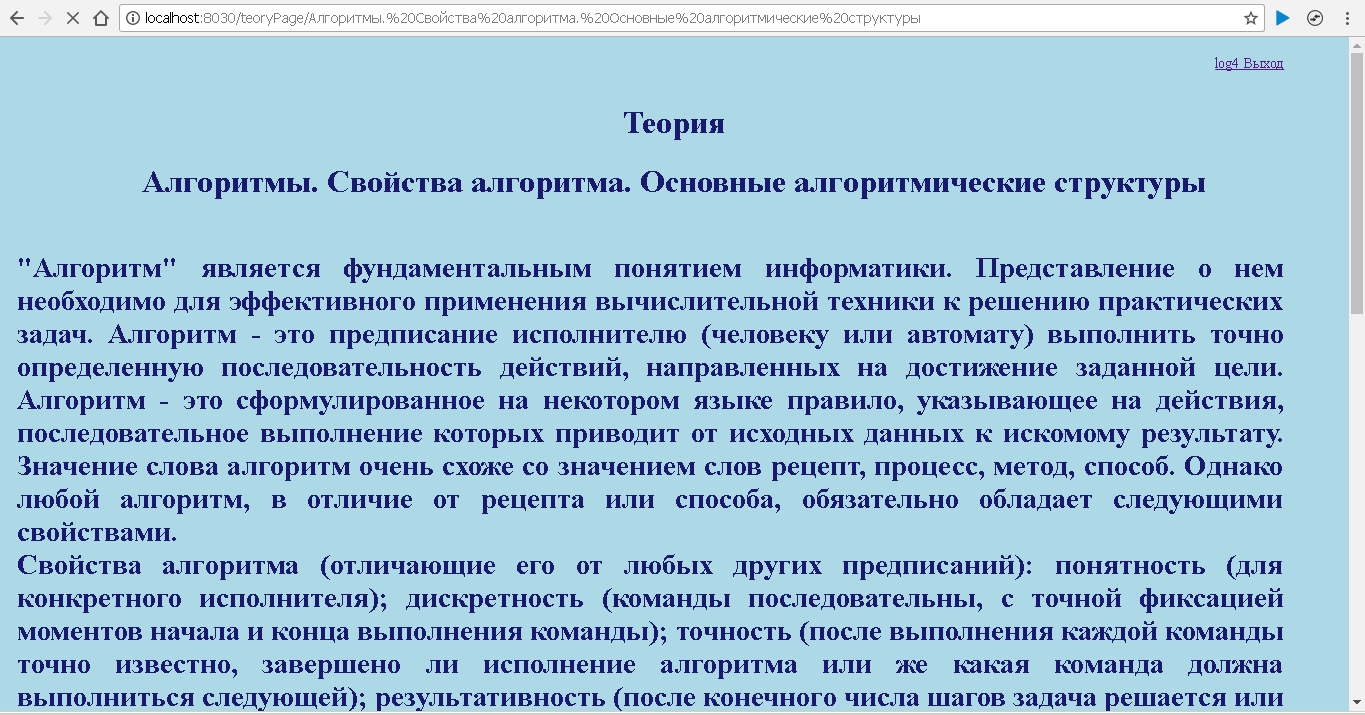 localhost:8030/teoryPage/Алгоритмы.%20Свойства%20алгоритма.%20Основные%20алгоритмические%20структуры
log4 Выход
Теория
Алгоритмы. Свойства алгоритма. Основные алгоритмические структуры
"Алгоритм" является фундаментальным понятием информатики. Представление о нем
необходимо для эффективного применения вычислительной техники к решению практических
задач. Алгоритм - это предписание исполнителю (человеку или автомату) выполнить точно
определенную последовательность действий, направленных на достижение заданной цели.
Алгоритм - это сформулированное на некотором языке правило, указывающее на действия,
последовательное выполнение которых приводит от исходных данных к искомому результату.
Значение слова алгоритм очень схоже со значением слов рецепт, процесс, метод, способ. Однако
любой алгоритм, в отличие от рецепта или способа, обязательно обладает следующими
свойствами.
Свойства алгоритма (отличающие его от любых других предписаний): понятность (для
конкретного исполнителя); дискретность (команды последовательны, с точной фиксацией
моментов начала и конца выполнения команды); точность (после выполнения каждой команды
точно известно, завершено ли исполнение алгоритма или же какая команда должна
выполниться следующей); результативность (после конечного числа шагов задача решается или